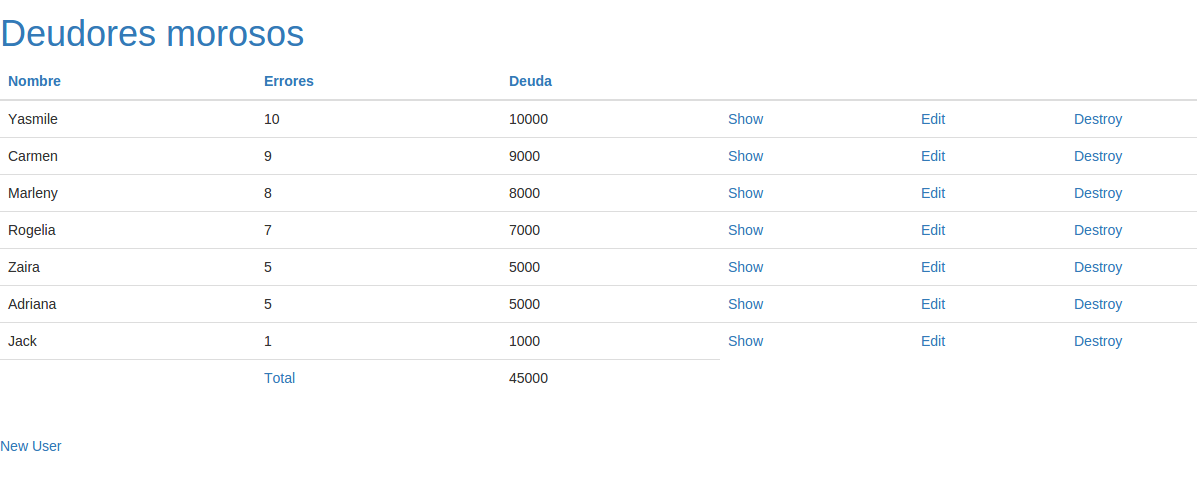 Deudores morosos
Nombre Errores Deuda
Yasmile 10 10000 Show Edit Destroy
Carmen 9 9000 Show Edit Destroy
Marleny 8 8000 Show Edit Destroy
Rogelia 7 7000 Show Edit Destroy
Zaira 5 5000 Show Edit Destroy
Adriana 5 5000 Show Edit Destroy
Jack 1 1000 Show Edit Destroy
Total 45000
New User